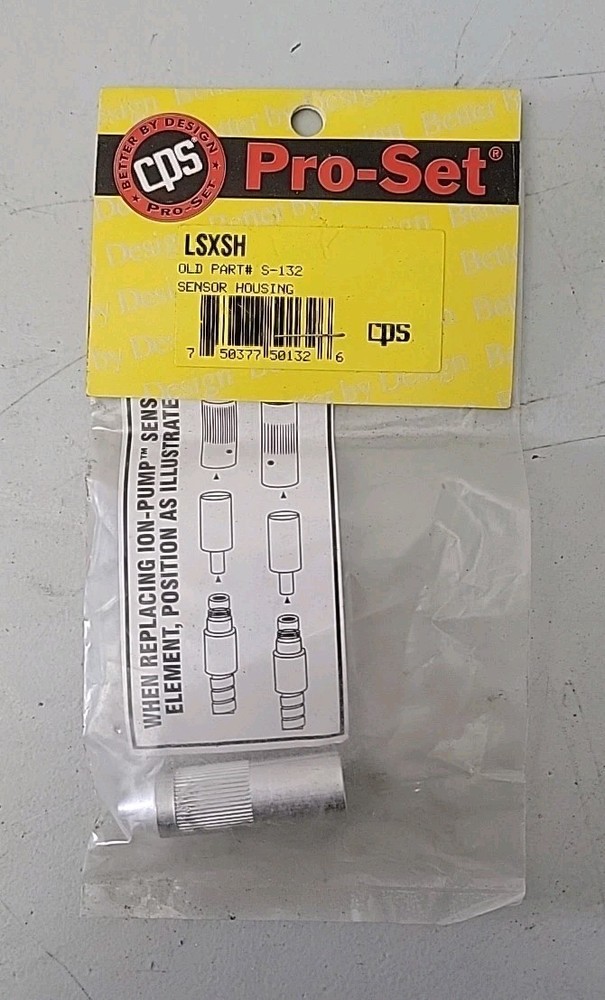 BETTER BY DESIGN
CPS®
PRO-SET
Pro-Set®
LSXSH
OLD PART# S-132
SENSOR HOUSING
7 50377 50132 6
CPS
WHEN REPLACING ION-PUMP™ SENS
ELEMENT, POSITION AS ILLUSTRATE